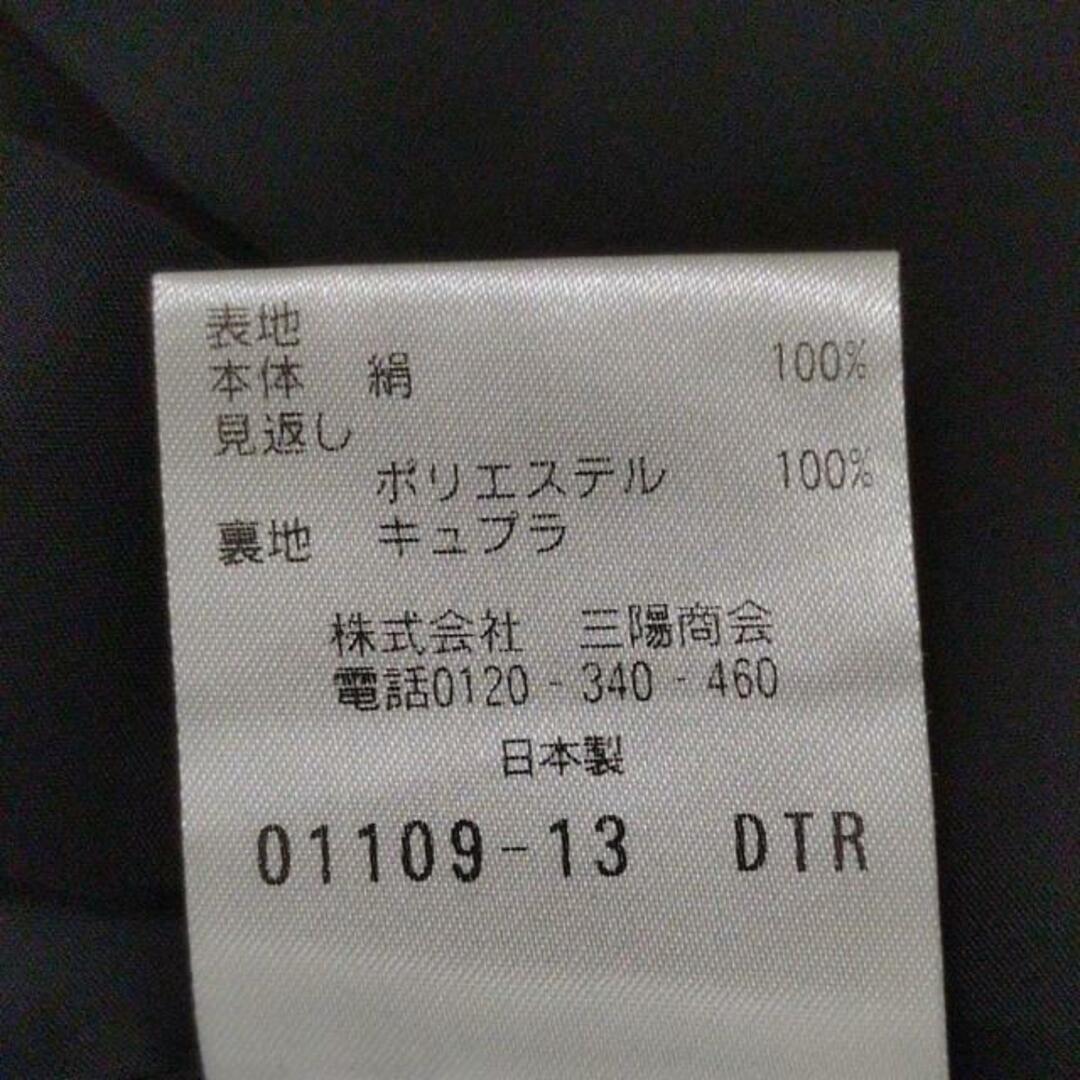 表地
本体 絹 100%
見返し
ポリエステル 100%
裏地 キュプラ
株式会社 三陽商会
電話0120-340-460
日本製
01109-13 DTR